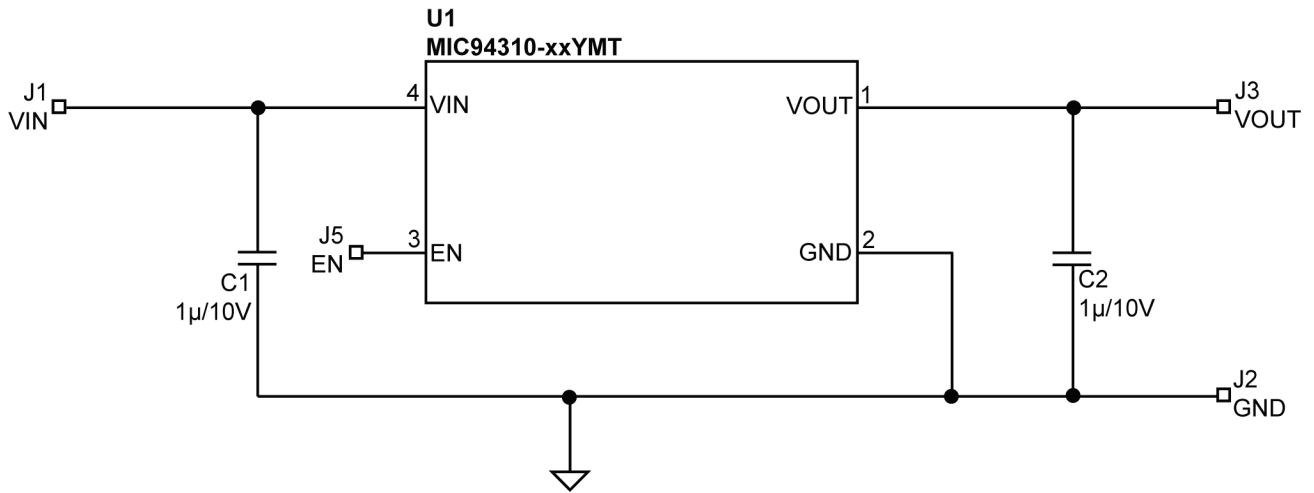 U1
MIC94310-xxYMT
J1
VIN
4
VIN
VOUT
1
J3
VOUT
J5
EN
3
EN
GND
2
C1
1µ/10V
C2
1µ/10V
J2
GND